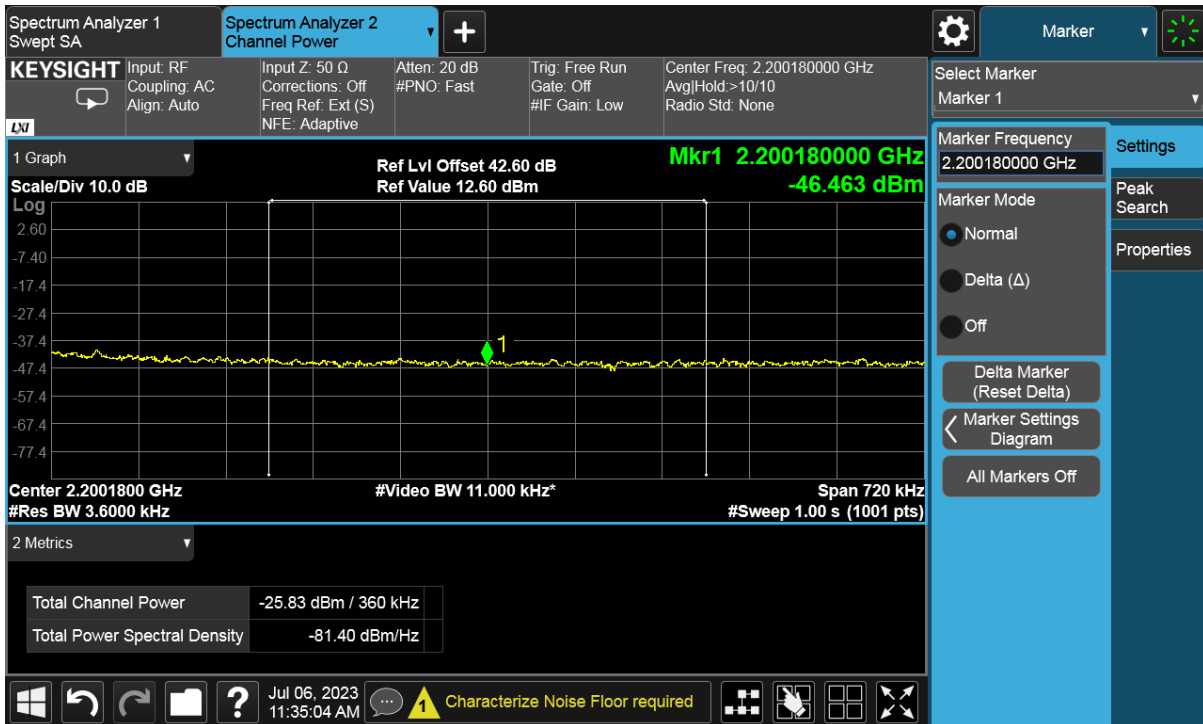 Spectrum Analyzer 1
Swept SA
Spectrum Analyzer 2
Channel Power
Marker
KEYSIGHT
LXI
Input: RF
Coupling: AC
Align: Auto
Input Z: 50 Ω
Corrections: Off
Freq Ref: Ext (S)
NFE: Adaptive
Atten: 20 dB
#PNO: Fast
Trig: Free Run
Gate: Off
#IF Gain: Low
Center Freq: 2.200180000 GHz
Avg|Hold:>10/10
Radio Std: None
Select Marker
Marker 1
1 Graph
Scale/Div 10.0 dB
Ref Lvl Offset 42.60 dB
Ref Value 12.60 dBm
Mkr1 2.200180000 GHz
-46.463 dBm
Log
2.60
-7.40
-17.4
-27.4
-37.4
-47.4
-57.4
-67.4
-77.4
1
Center 2.2001800 GHz
#Res BW 3.6000 kHz
#Video BW 11.000 kHz*
Span 720 kHz
#Sweep 1.00 s (1001 pts)
Marker Frequency
2.200180000 GHz
Marker Mode
Normal
Delta (Δ)
Off
Delta Marker
(Reset Delta)
Marker Settings
Diagram
All Markers Off
Settings
Peak
Search
Properties
2 Metrics
Total Channel Power -25.83 dBm / 360 kHz
Total Power Spectral Density -81.40 dBm/Hz
?
Jul 06, 2023
11:35:04 AM
1
Characterize Noise Floor required